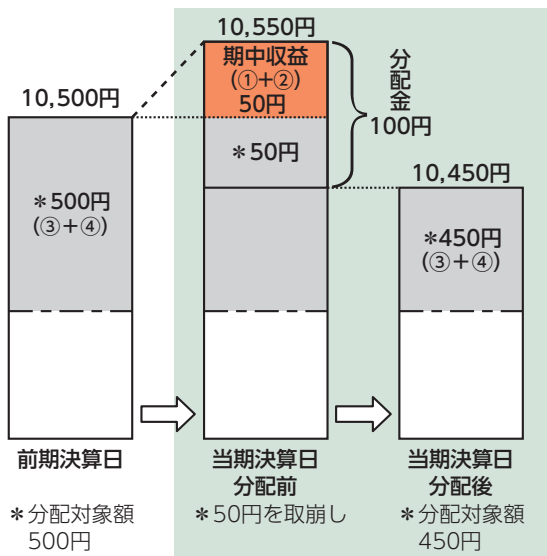 10,500円
＊500円
(③＋④)
前期決算日
＊分配対象額
500円
10,550円
期中収益
(①＋②)
50円
＊50円
分配金
100円
当期決算日
分配前
＊50円を取崩し
10,450円
＊450円
(③＋④)
当期決算日
分配後
＊分配対象額
450円